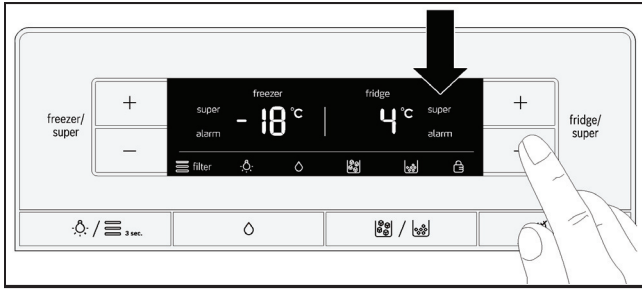 freezer
fridge
super
-18 °C
4 °C
super
alarm
alarm
filter
freezer/
super
+
−
+
−
fridge/
super
/ 3 sec.
/